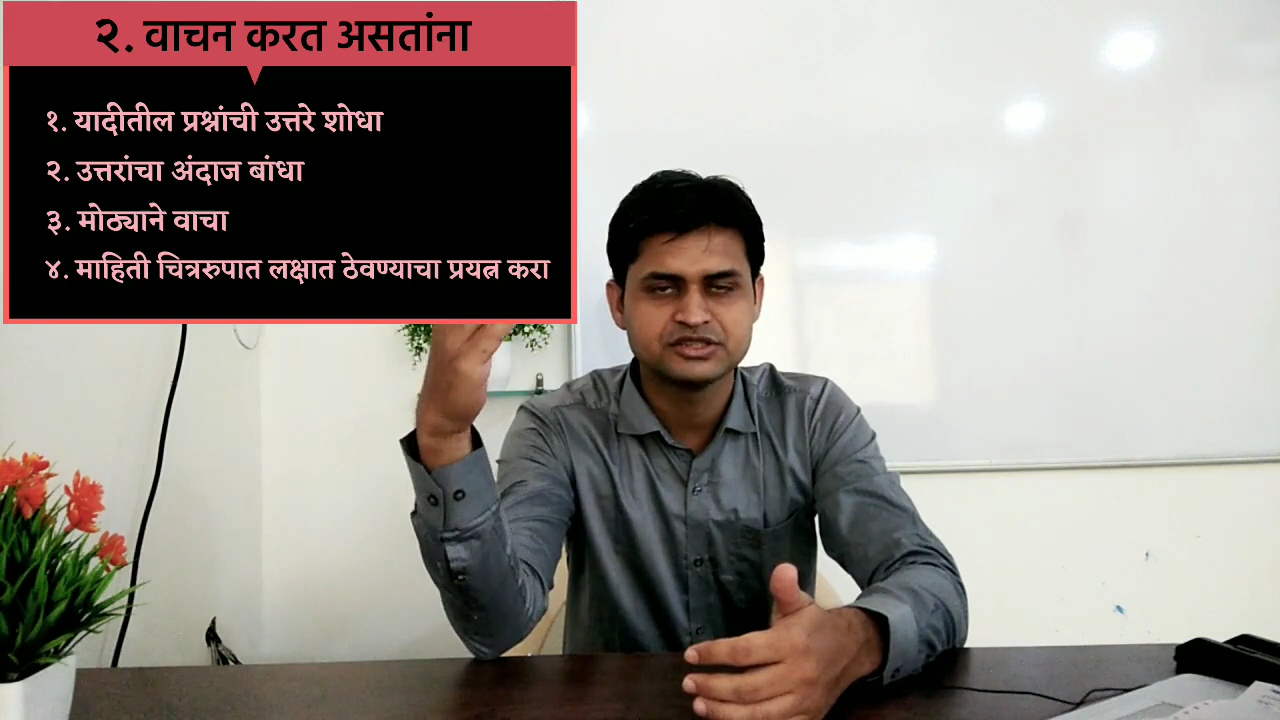 २. वाचन करत असतांना
१. यादीतील प्रश्नांची उत्तरे शोधा
२. उत्तरांचा अंदाज बांधा
३. मोठ्याने वाचा
४. माहिती चित्ररुपात लक्षात ठेवण्याचा प्रयत्न करा